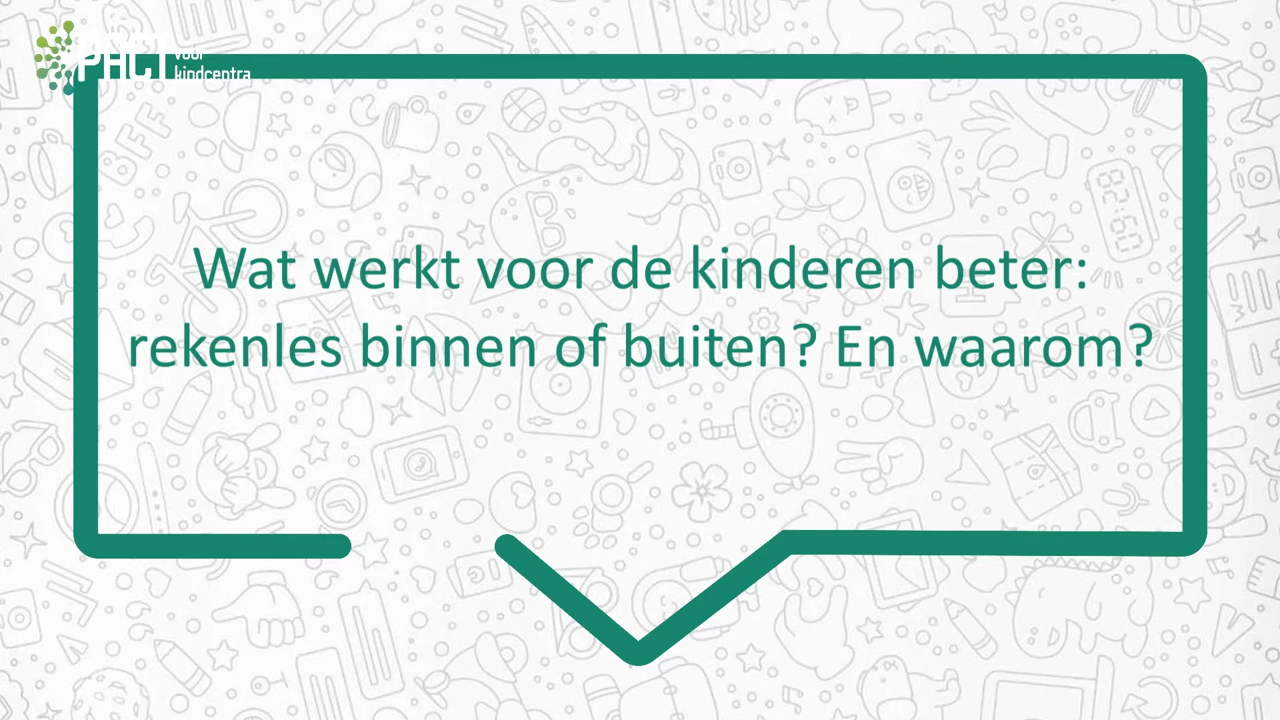 PACT voor
kindcentra
Wat werkt voor de kinderen beter:
rekenles binnen of buiten? En waarom?